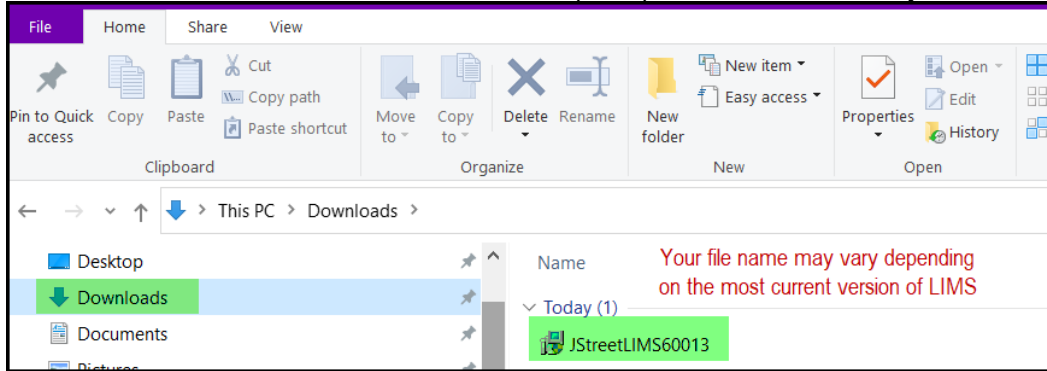 File Home Share View
Cut
Copy path
Paste shortcut
Pin to Quick access
Copy
Paste
Move to
Copy to
Delete
Rename
New folder
New item
Easy access
Properties
Open
Edit
History
Clipboard Organize New Open
This PC > Downloads >
Desktop
Downloads
Documents
Pictures
Name
Your file name may vary depending
on the most current version of LIMS
Today (1)
JStreetLIMS60013